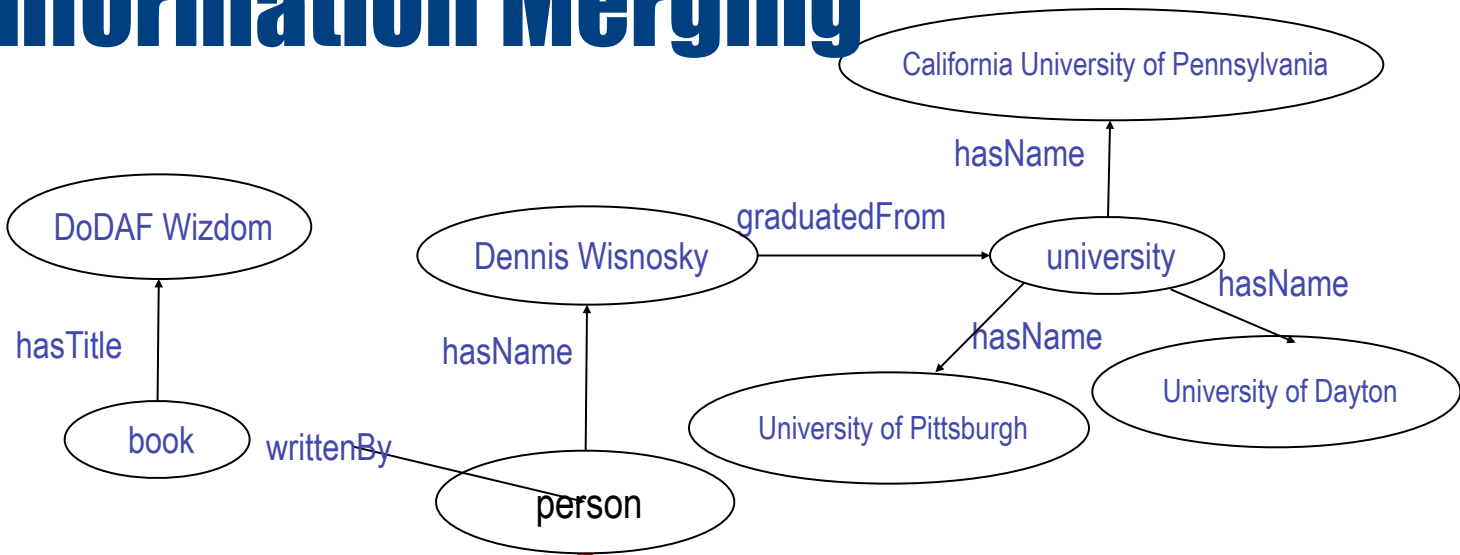 nformation Merging
California University of Pennsylvania
hasName
DoDAF Wizdom
Dennis Wisnosky
graduatedFrom
university
hasName
hasTitle
hasName
hasName
University of Pittsburgh
University of Dayton
book
writtenBy
person